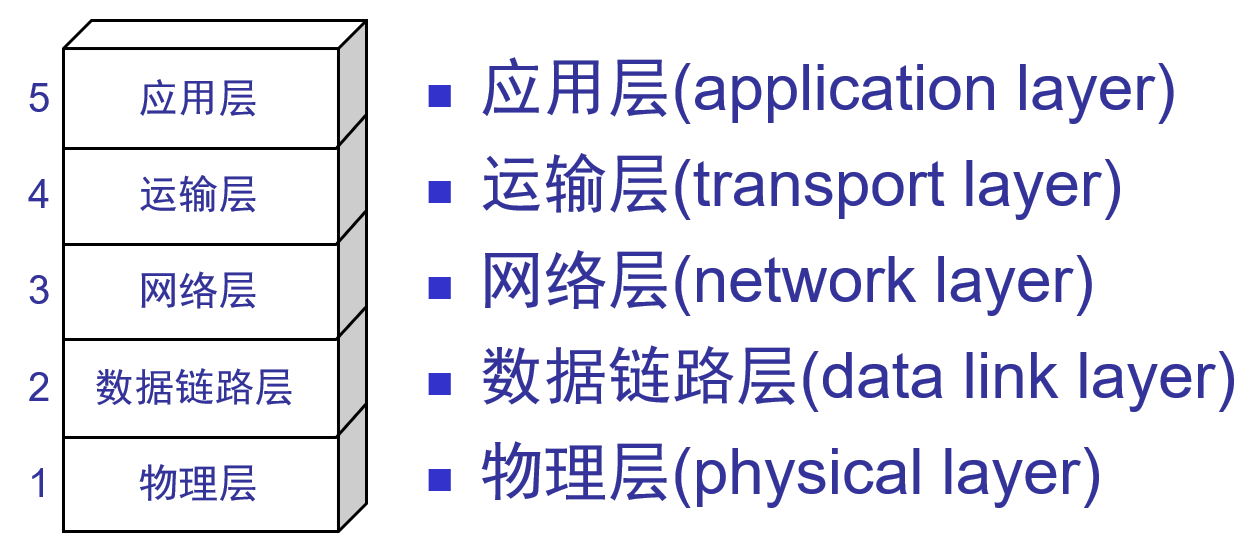 5 应用层
4 运输层
3 网络层
2 数据链路层
1 物理层
应用层(application layer)
运输层(transport layer)
网络层(network layer)
数据链路层(data link layer)
物理层(physical layer)